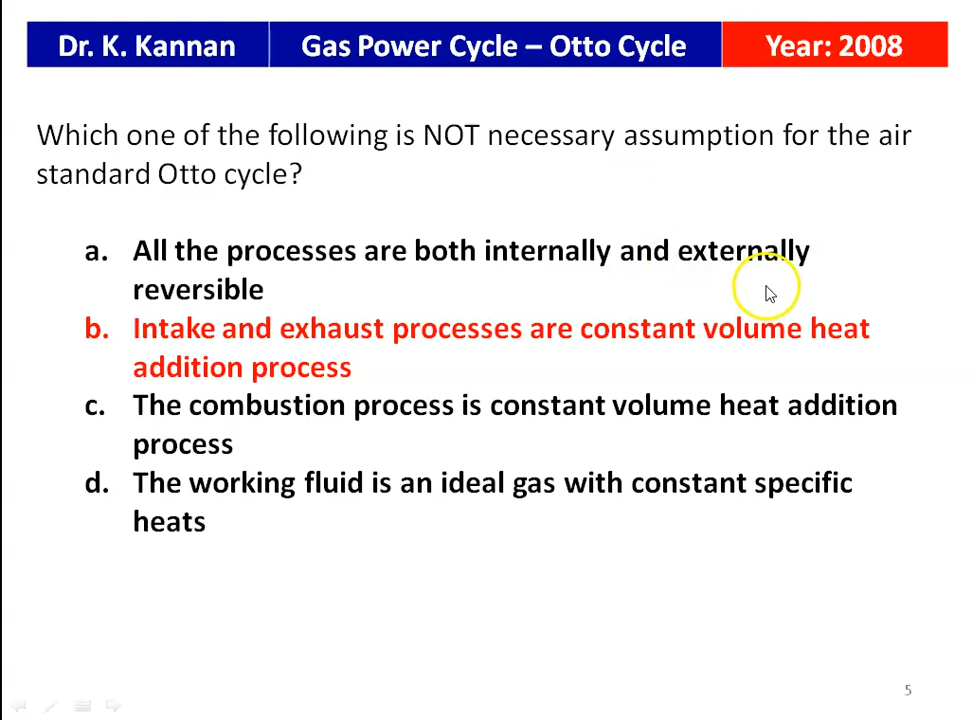 Dr. K. Kannan Gas Power Cycle – Otto Cycle Year: 2008
Which one of the following is NOT necessary assumption for the air
standard Otto cycle?
a. All the processes are both internally and externally
reversible
b. Intake and exhaust processes are constant volume heat
addition process
c. The combustion process is constant volume heat addition
process
d. The working fluid is an ideal gas with constant specific
heats
5